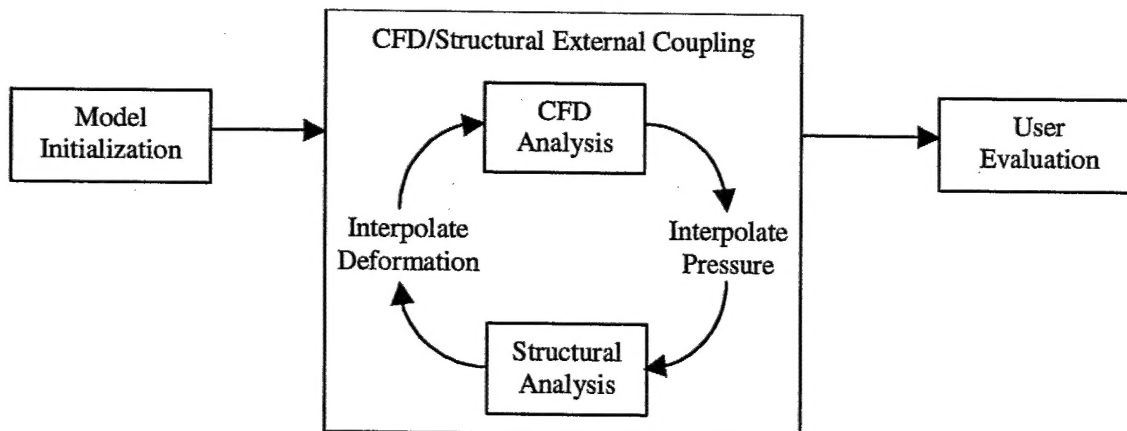 CFD/Structural External Coupling
Model
Initialization
CFD
Analysis
User
Evaluation
Interpolate
Deformation
Interpolate
Pressure
Structural
Analysis